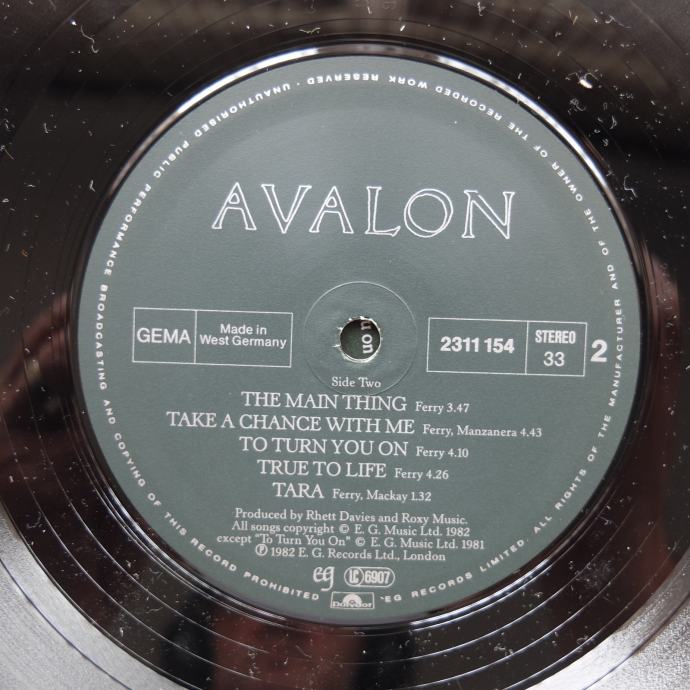 AVALON
GEMA
Made in
West Germany
2311 154
STEREO
33
2
Side Two
THE MAIN THING Ferry 3.47
TAKE A CHANCE WITH ME Ferry, Manzanera 4.43
TO TURN YOU ON Ferry 4.10
TRUE TO LIFE Ferry 4.26
TARA Ferry, Mackay 1.32
Produced by Rhett Davies and Roxy Music.
All songs copyright © E. G. Music Ltd. 1982
except "To Turn You On" © E. G. Music Ltd. 1981
℗ 1982 E. G. Records Ltd., London
eg LC 6907
Polydor
'EG RECORDS LIMITED. ALL RIGHTS OF THE MANUFACTURER AND OF THE OWNER OF THE RECORDED WORK RESERVED · UNAUTHORISED PUBLIC PERFORMANCE BROADCASTING AND COPYING OF THIS RECORD PROHIBITED